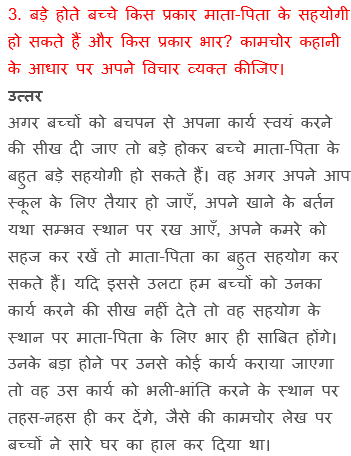 3. बड़े होते बच्चे किस प्रकार माता-पिता के सहयोगी
हो सकते हैं और किस प्रकार भार? कामचोर कहानी
के आधार पर अपने विचार व्यक्त कीजिए।
उत्तर
अगर बच्चों को बचपन से अपना कार्य स्वयं करने
की सीख दी जाए तो बड़े होकर बच्चे माता-पिता के
बहुत बड़े सहयोगी हो सकते हैं। वह अगर अपने आप
स्कूल के लिए तैयार हो जाएँ, अपने खाने के बर्तन
यथा सम्भव स्थान पर रख आएँ, अपने कमरे को
सहज कर रखें तो माता-पिता का बहुत सहयोग कर
सकते हैं। यदि इससे उलटा हम बच्चों को उनका
कार्य करने की सीख नहीं देते तो वह सहयोग के
स्थान पर माता-पिता के लिए भार ही साबित होंगे।
उनके बड़ा होने पर उनसे कोई कार्य कराया जाएगा
तो वह उस कार्य को भली-भांति करने के स्थान पर
तहस-नहस ही कर देंगे, जैसे की कामचोर लेख पर
बच्चों ने सारे घर का हाल कर दिया था।